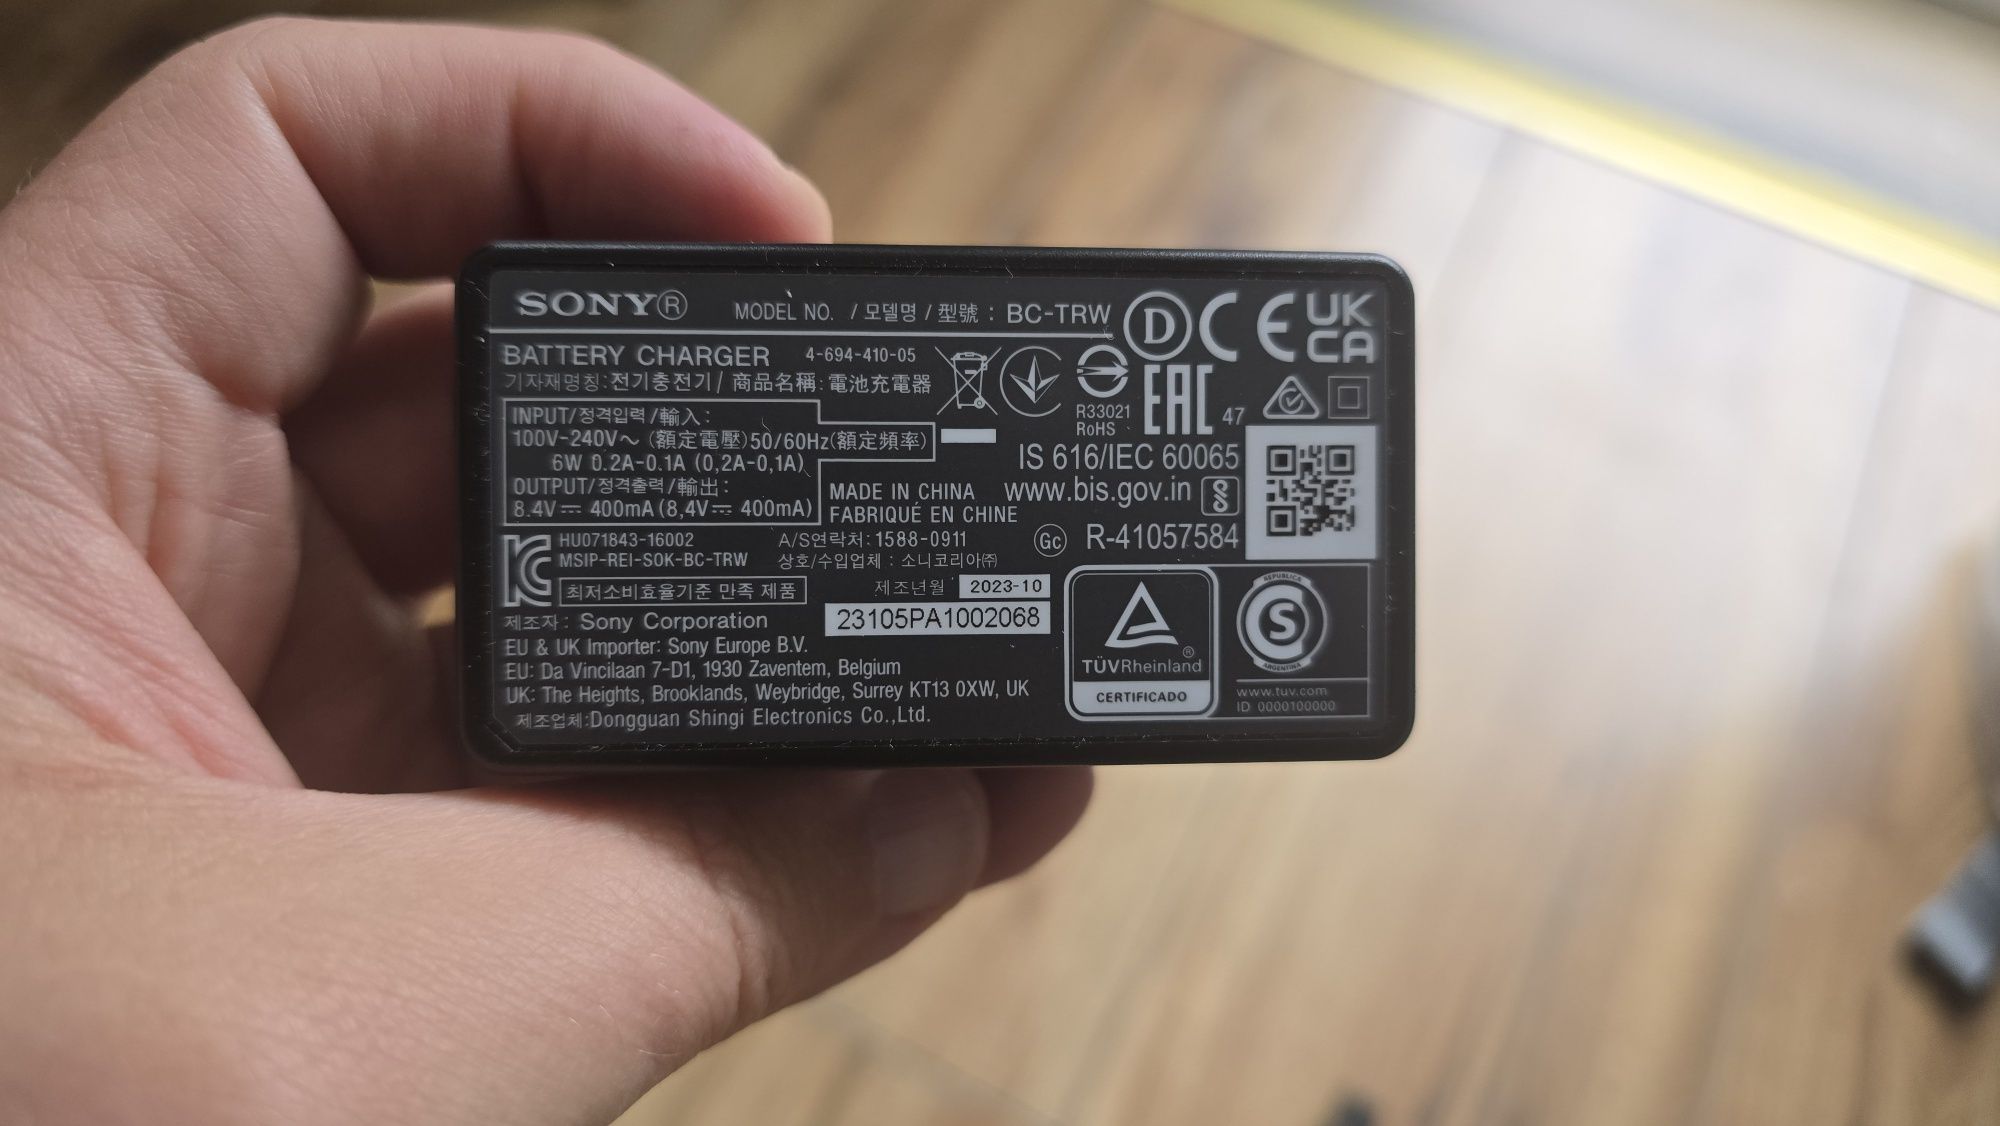 SONY®
MODEL NO. / 모델명 / 型號 : BC-TRW
BATTERY CHARGER 4-694-410-05
기자재명칭: 전기충전기 / 商品名稱: 電池充電器
INPUT/정격입력/輸入:
100V-240V~ (額定電壓)50/60Hz(額定頻率)
6W 0.2A-0.1A (0,2A-0,1A)
OUTPUT/정격출력/輸出:
8.4V⎓ 400mA (8,4V⎓ 400mA)
D CE UK
CA
R33021
RoHS
EAC 47
IS 616/IEC 60065
www.bis.gov.in
MADE IN CHINA
FABRIQUÉ EN CHINE
Gc R-41057584
KC
HU071843-16002
MSIP-REI-SOK-BC-TRW
최저소비효율기준 만족 제품
A/S연락처: 1588-0911
상호/수입업체 : 소니코리아㈜
제조년월 2023-10
23105PA1002068
제조자: Sony Corporation
EU & UK Importer: Sony Europe B.V.
EU: Da Vincilaan 7-D1, 1930 Zaventem, Belgium
UK: The Heights, Brooklands, Weybridge, Surrey KT13 0XW, UK
제조업체:Dongguan Shingi Electronics Co.,Ltd.
TÜVRheinland®
CERTIFICADO
REPUBLICA
S
ARGENTINA
www.tuv.com
ID 0000100000